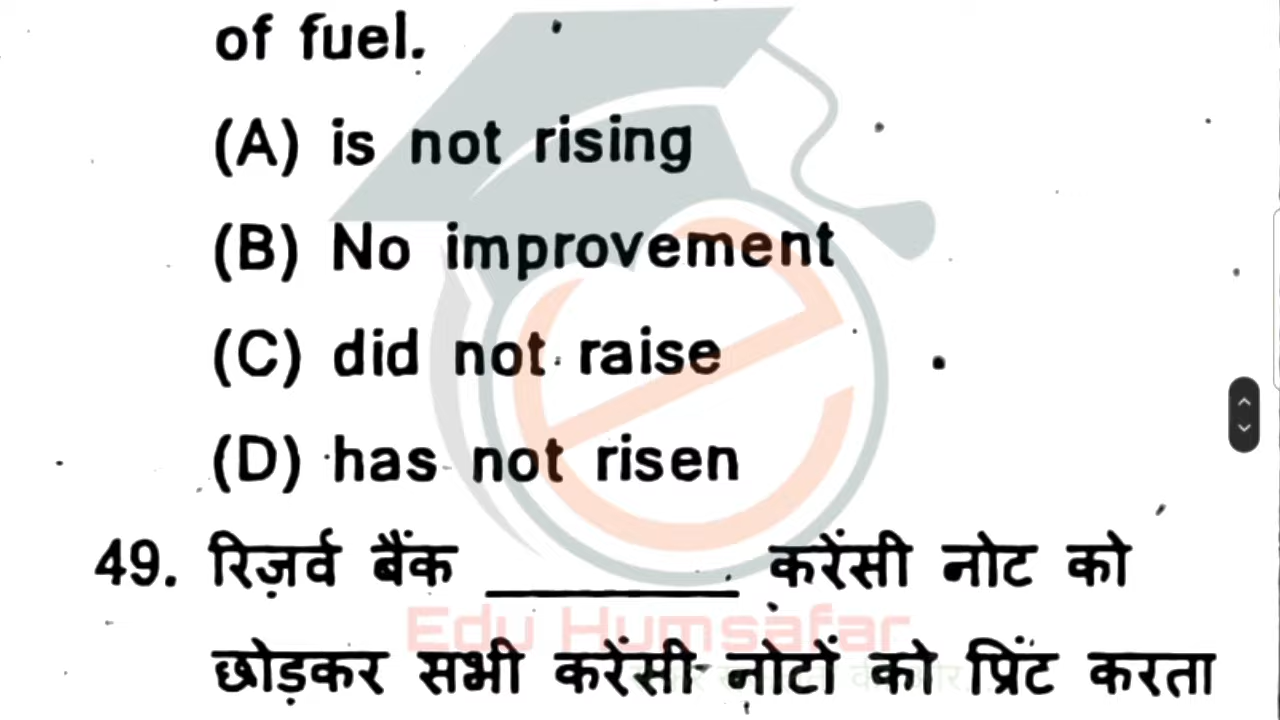 of fuel.
(A) is not rising
(B) No improvement
(C) did not raise
(D) has not risen
49. रिज़र्व बैंक __________ करेंसी नोट को
Edu Humsafar
छोड़कर सभी करेंसी नोटों को प्रिंट करता